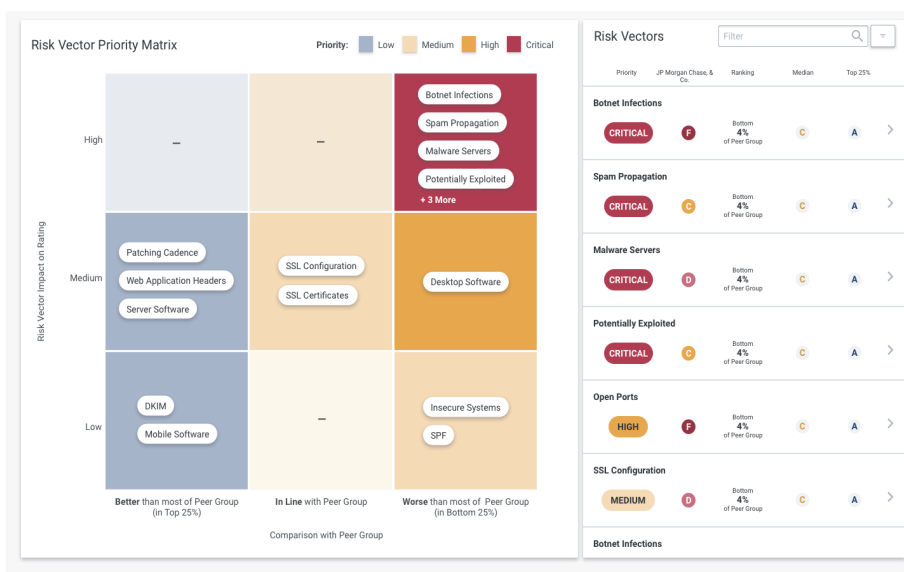 Risk Vector Priority Matrix
Priority: Low Medium High Critical
Risk Vector Impact on Rating
High
–
–
Botnet Infections
Spam Propagation
Malware Servers
Potentially Exploited
+ 3 More
Medium
Patching Cadence
Web Application Headers
Server Software
SSL Configuration
SSL Certificates
Desktop Software
Low
DKIM
Mobile Software
–
Insecure Systems
SPF
Better than most of Peer Group
(in Top 25%)
In Line with Peer Group
Worse than most of Peer Group
(in Bottom 25%)
Comparison with Peer Group
Risk Vectors
Filter
Priority JP Morgan Chase, & Ranking Median Top 25%
Co.
Botnet Infections
Bottom
CRITICAL F 4% C A
of Peer Group
Spam Propagation
Bottom
CRITICAL C 4% C A
of Peer Group
Malware Servers
Bottom
CRITICAL D 4% C A
of Peer Group
Potentially Exploited
Bottom
CRITICAL C 4% C A
of Peer Group
Open Ports
Bottom
HIGH F 4% C A
of Peer Group
SSL Configuration
Bottom
MEDIUM D 4% C A
of Peer Group
Botnet Infections